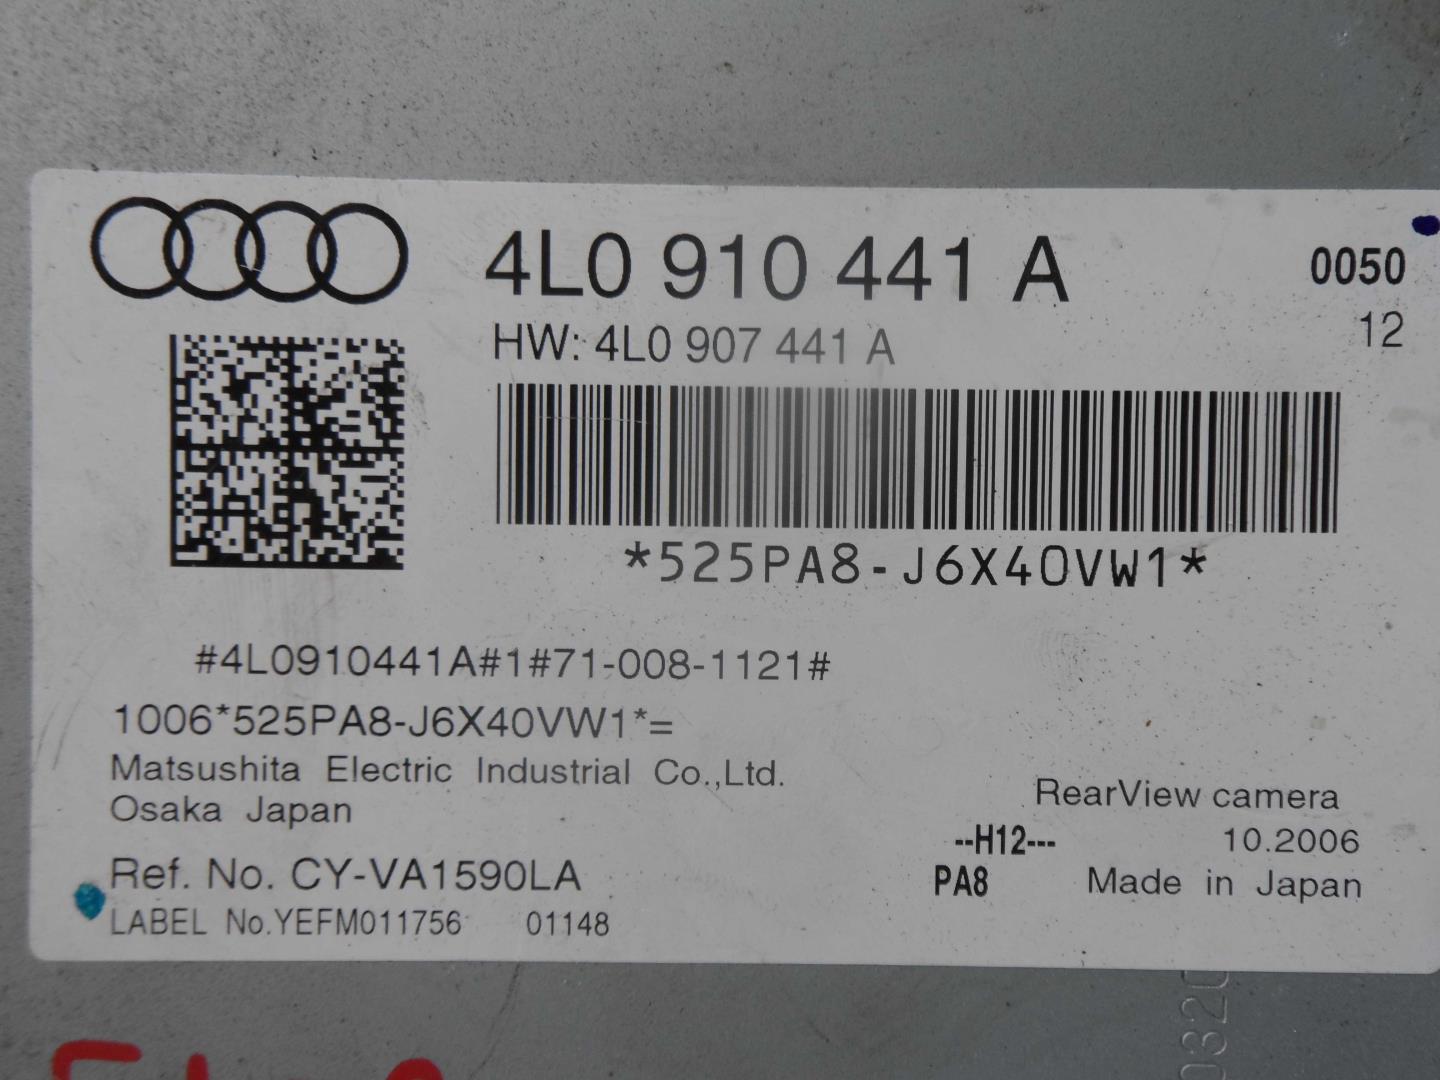 4L0 910 441 A
0050
HW: 4L0 907 441 A
12
*525PA8-J6X40VW1*
#4L0910441A#1#71-008-1121#
1006*525PA8-J6X40VW1*=
Matsushita Electric Industrial Co.,Ltd.
Osaka Japan
RearView camera
--H12---
10.2006
Ref. No. CY-VA1590LA
PA8
Made in Japan
LABEL No.YEFM011756 01148